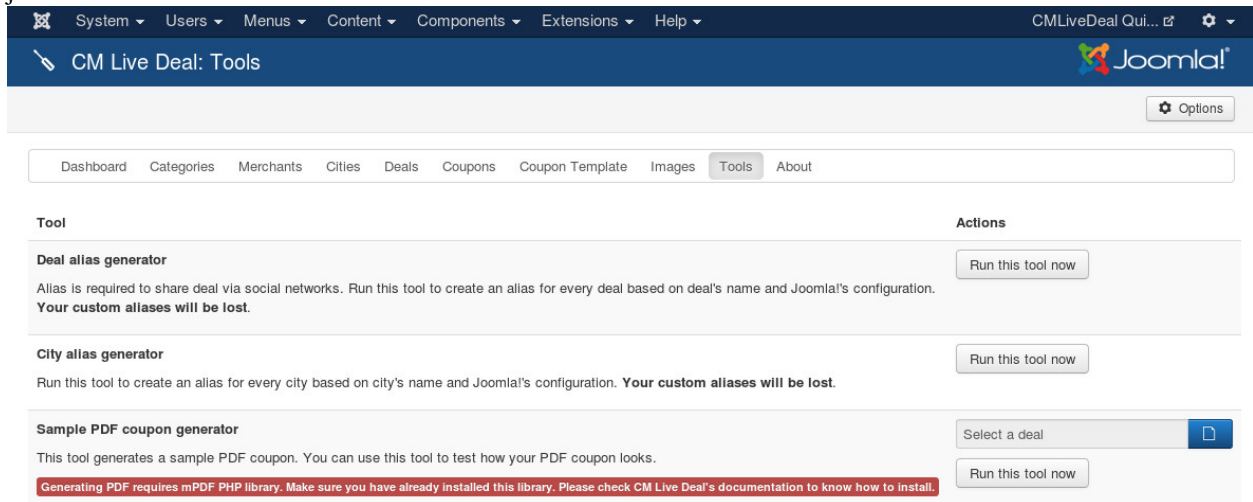 System Users Menus Content Components Extensions Help CMLiveDeal Qui...
CM Live Deal: Tools Joomla!
Options
Dashboard Categories Merchants Cities Deals Coupons Coupon Template Images Tools About
Tool Actions
Deal alias generator
Run this tool now
Alias is required to share deal via social networks. Run this tool to create an alias for every deal based on deal's name and Joomla!'s configuration.
Your custom aliases will be lost.
City alias generator
Run this tool now
Run this tool to create an alias for every city based on city's name and Joomla!'s configuration. Your custom aliases will be lost.
Sample PDF coupon generator
Select a deal
This tool generates a sample PDF coupon. You can use this tool to test how your PDF coupon looks.
Run this tool now
Generating PDF requires mPDF PHP library. Make sure you have already installed this library. Please check CM Live Deal's documentation to know how to install.